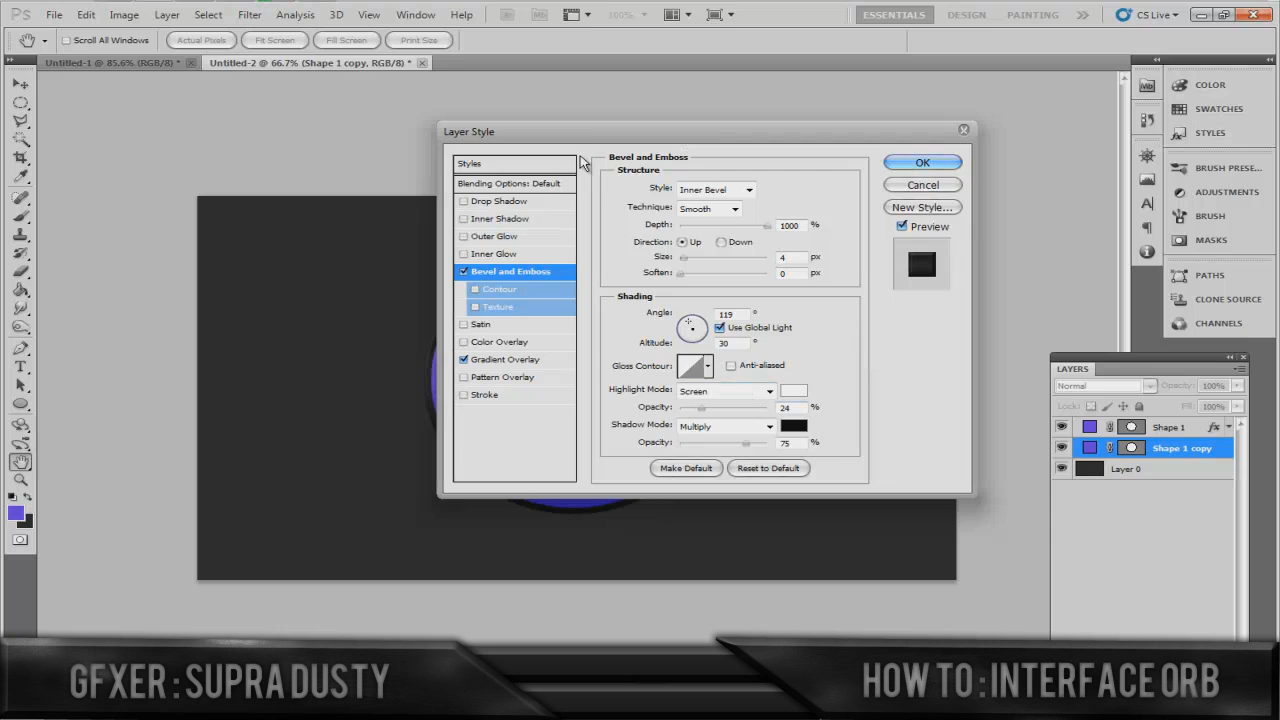 Ps File Edit Image Layer Select Filter Analysis 3D View Window Help Br Mb 100% ESSENTIALS DESIGN PAINTING CS Live
Scroll All Windows Actual Pixels Fit Screen Fill Screen Print Size
Untitled-1 @ 85.6% (RGB/8) * Untitled-2 @ 66.7% (Shape 1 copy, RGB/8) *
Layer Style
Styles
Blending Options: Default
Drop Shadow
Inner Shadow
Outer Glow
Inner Glow
Bevel and Emboss
Contour
Texture
Satin
Color Overlay
Gradient Overlay
Pattern Overlay
Stroke
Bevel and Emboss
Structure
Style: Inner Bevel
Technique: Smooth
Depth: 1000 %
Direction: Up Down
Size: 4 px
Soften: 0 px
Shading
Angle: 119 °
Use Global Light
Altitude: 30 °
Gloss Contour: Anti-aliased
Highlight Mode: Screen
Opacity: 24 %
Shadow Mode: Multiply
Opacity: 75 %
Make Default Reset to Default
OK
Cancel
New Style...
Preview
Mb
COLOR
SWATCHES
STYLES
BRUSH PRESE...
ADJUSTMENTS
BRUSH
MASKS
PATHS
CLONE SOURCE
CHANNELS
LAYERS
Normal Opacity: 100%
Lock: Fill: 100%
Shape 1 fx
Shape 1 copy
Layer 0
GFXER : SUPRA DUSTY
HOW TO : INTERFACE ORB